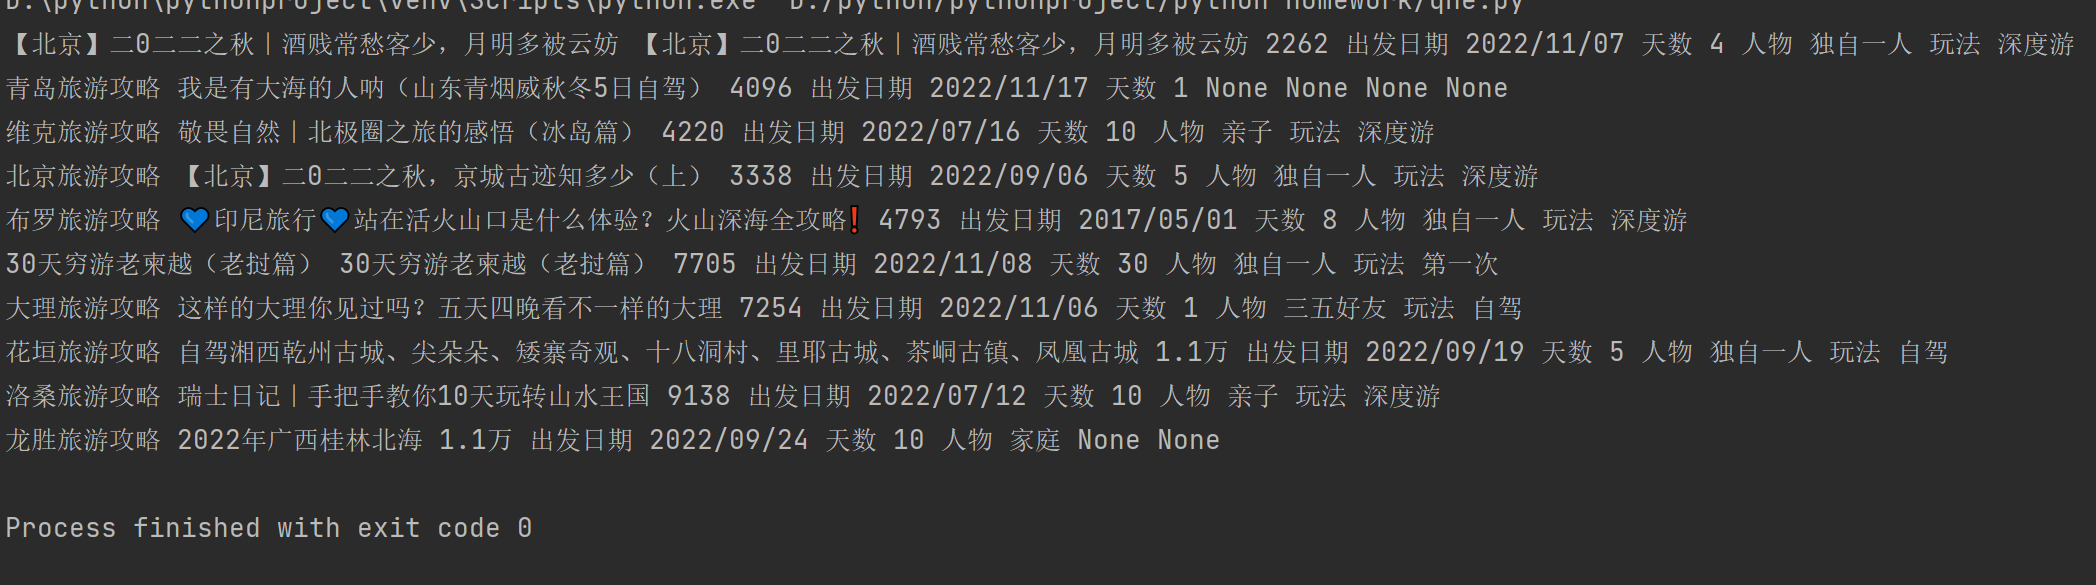 D:\python\pythonproject\venv\Scripts\python.exe "D:/python/pythonproject/python homework/qne.py"
【北京】二0二二之秋｜酒贱常愁客少，月明多被云妨 【北京】二0二二之秋｜酒贱常愁客少，月明多被云妨 2262 出发日期 2022/11/07 天数 4 人物 独自一人 玩法 深度游
青岛旅游攻略 我是有大海的人呐（山东青烟威秋冬5日自驾） 4096 出发日期 2022/11/17 天数 1 None None None None
维克旅游攻略 敬畏自然｜北极圈之旅的感悟（冰岛篇） 4220 出发日期 2022/07/16 天数 10 人物 亲子 玩法 深度游
北京旅游攻略 【北京】二0二二之秋，京城古迹知多少（上） 3338 出发日期 2022/09/06 天数 5 人物 独自一人 玩法 深度游
布罗旅游攻略 💙印尼旅行💙站在活火山口是什么体验？火山深海全攻略❗ 4793 出发日期 2017/05/01 天数 8 人物 独自一人 玩法 深度游
30天穷游老柬越（老挝篇） 30天穷游老柬越（老挝篇） 7705 出发日期 2022/11/08 天数 30 人物 独自一人 玩法 第一次
大理旅游攻略 这样的大理你见过吗？五天四晚看不一样的大理 7254 出发日期 2022/11/06 天数 1 人物 三五好友 玩法 自驾
花垣旅游攻略 自驾湘西乾州古城、尖朵朵、矮寨奇观、十八洞村、里耶古城、茶峒古镇、凤凰古城 1.1万 出发日期 2022/09/19 天数 5 人物 独自一人 玩法 自驾
洛桑旅游攻略 瑞士日记｜手把手教你10天玩转山水王国 9138 出发日期 2022/07/12 天数 10 人物 亲子 玩法 深度游
龙胜旅游攻略 2022年广西桂林北海 1.1万 出发日期 2022/09/24 天数 10 人物 家庭 None None
Process finished with exit code 0